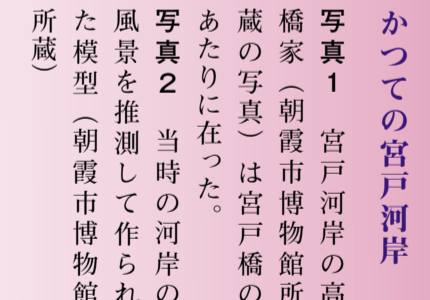 かつての宮戸河岸
写真1　宮戸河岸の高
橋家（朝霞市博物館所
蔵の写真）は宮戸橋の
あたりに在った。
写真2　当時の河岸の
風景を推測して作られ
た模型（朝霞市博物館
所蔵）